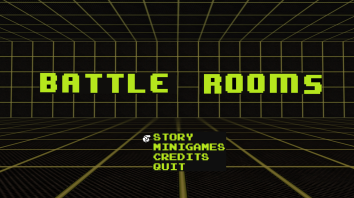 BATTLE ROOMS
STORY
MINIGAMES
CREDITS
QUIT